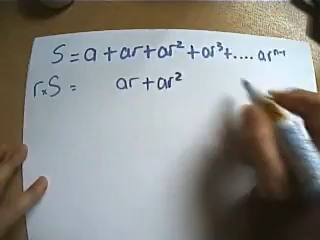 S = a + ar + ar² + ar³ + .... arⁿ⁻¹
r×S = ar + ar²